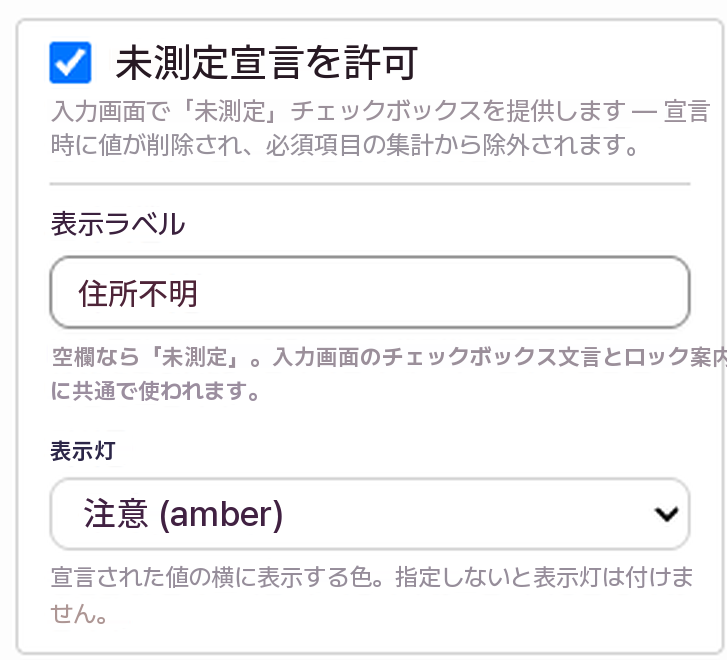 未測定宣言を許可
入力画面で「未測定」チェックボックスを提供します — 宣言
時に値が削除され、必須項目の集計から除外されます。
表示ラベル
住所不明
空欄なら「未測定」。入力画面のチェックボックス文言とロック案内
に共通で使われます。
表示灯
注意 (amber)
宣言された値の横に表示する色。指定しないと表示灯は付けま
せん。